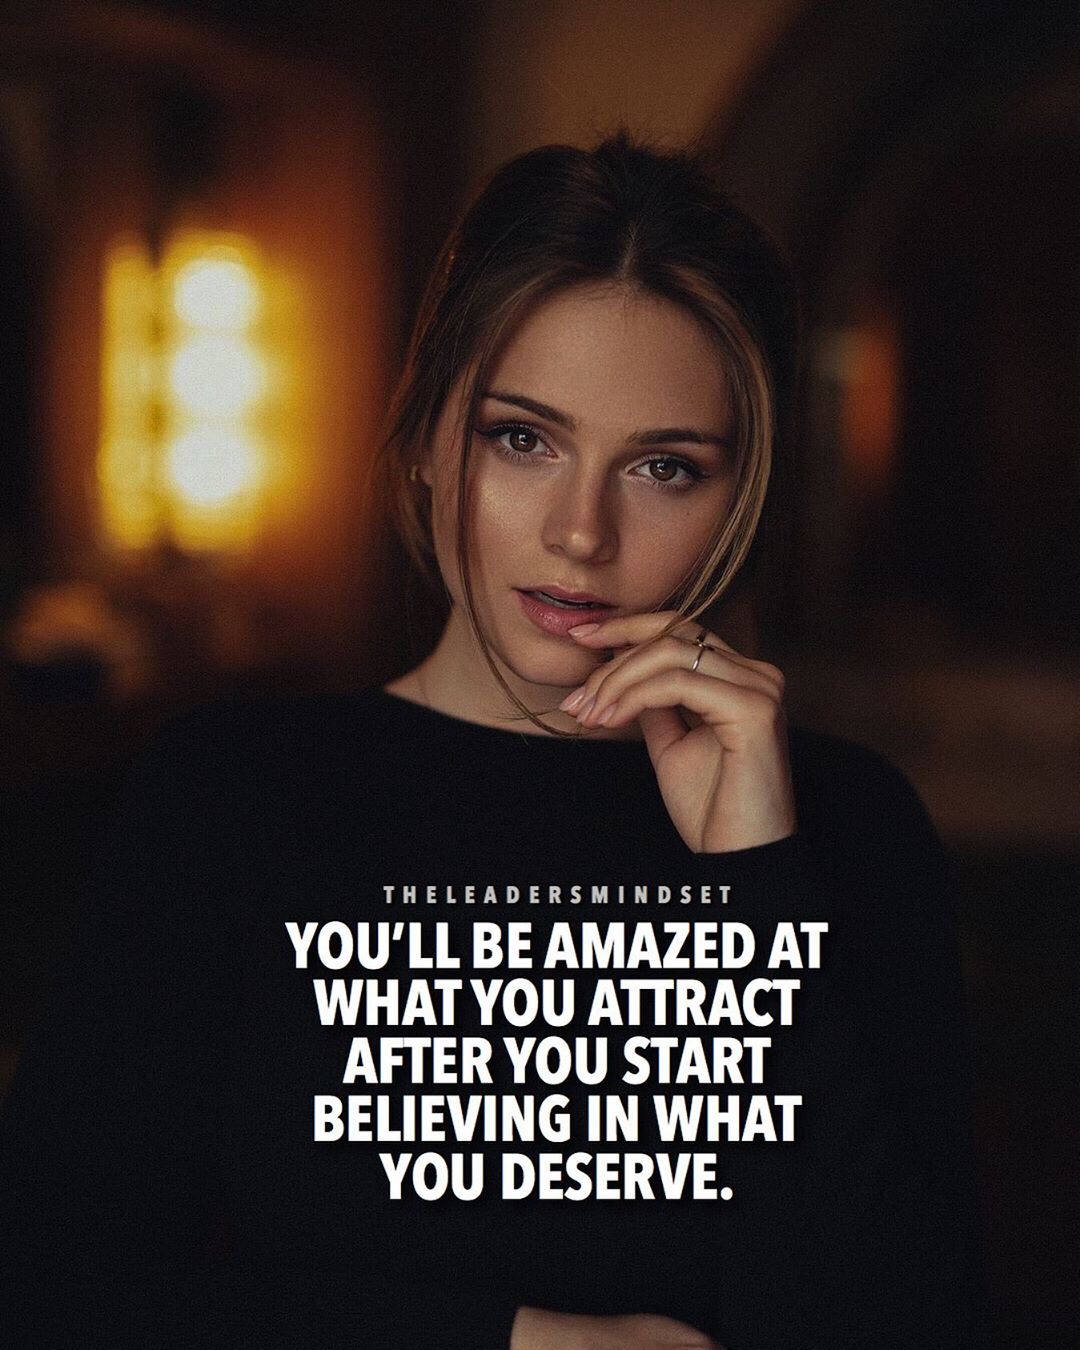 THELEADERSMINDSET
YOU'LL BE AMAZED AT
WHAT YOU ATTRACT
AFTER YOU START
BELIEVING IN WHAT
YOU DESERVE.